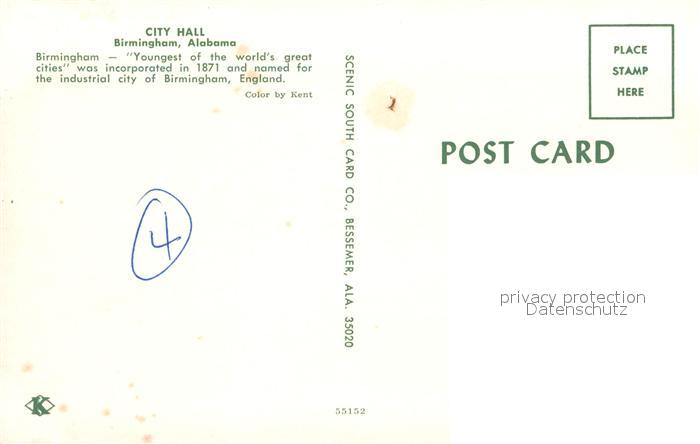 CITY HALL
Birmingham, Alabama
Birmingham — "Youngest of the world's great
cities" was incorporated in 1871 and named for
the industrial city of Birmingham, England.
Color by Kent
4
K
SCENIC SOUTH CARD CO., BESSEMER, ALA. 35020
55152
PLACE
STAMP
HERE
POST CARD
privacy protection
Datenschutz